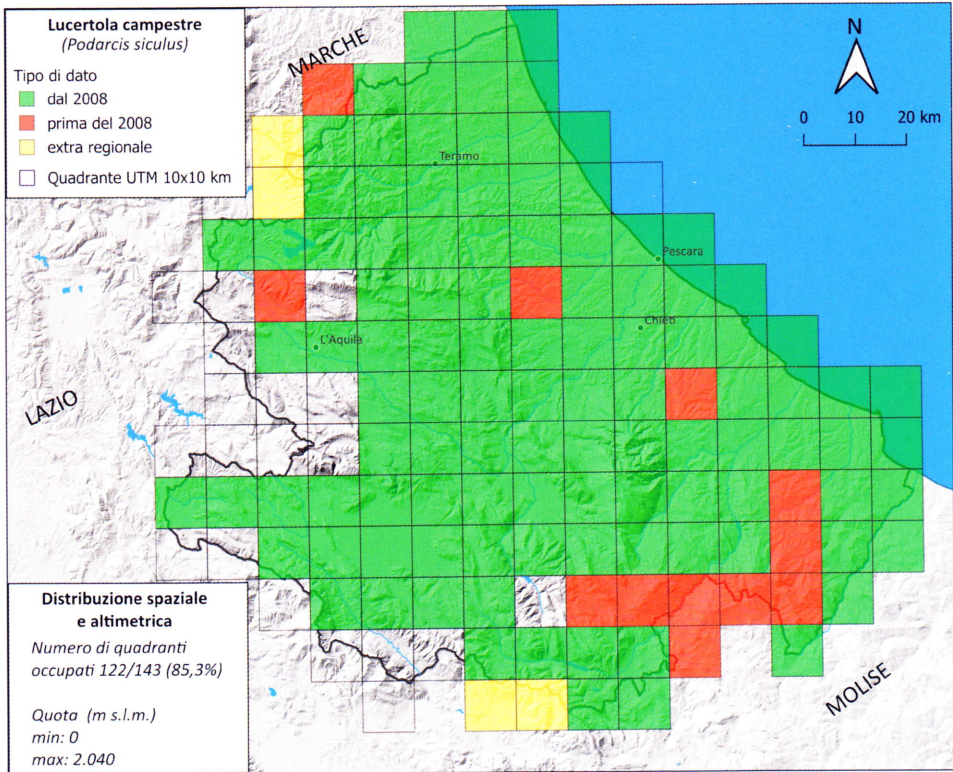 Lucertola campestre
(Podarcis siculus)
Tipo di dato
dal 2008
prima del 2008
extra regionale
Quadrante UTM 10x10 km
MARCHE
N
0 10 20 km
Teramo
Pescara
Chieti
L'Aquila
LAZIO
MOLISE
Distribuzione spaziale
e altimetrica
Numero di quadranti
occupati 122/143 (85,3%)
Quota (m s.l.m.)
min: 0
max: 2.040